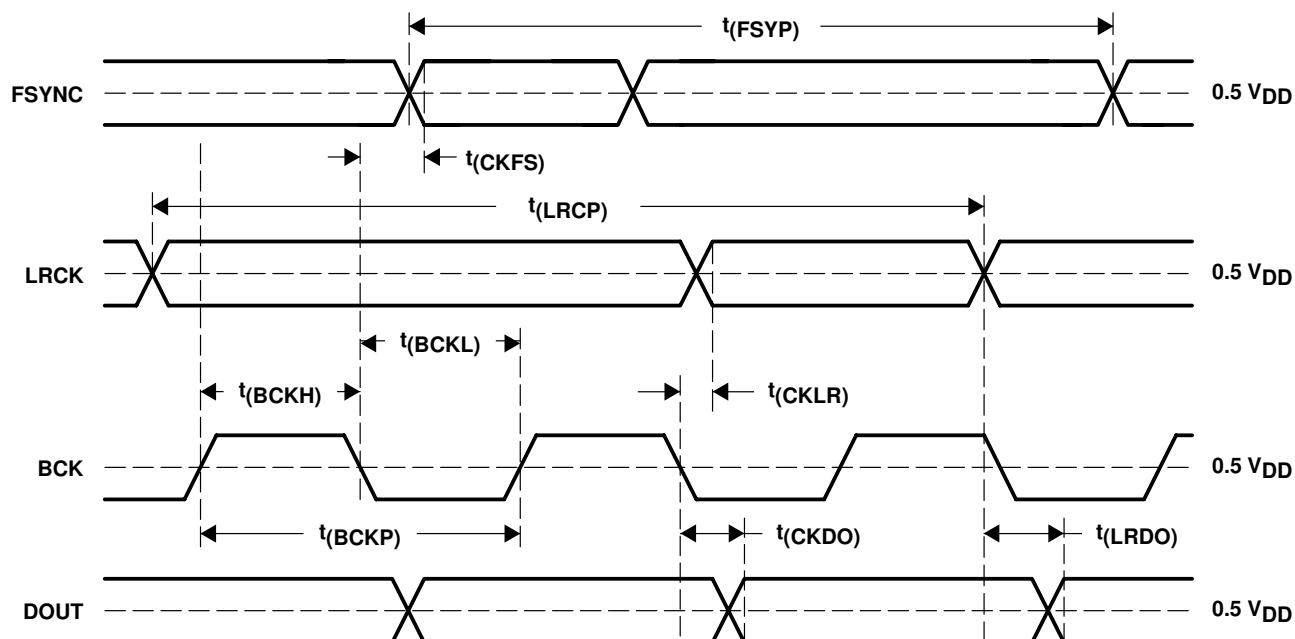 t(FSYP)
FSYNC
0.5 VDD
t(CKFS)
t(LRCP)
LRCK
0.5 VDD
t(BCKL)
t(BCKH)
t(CKLR)
BCK
0.5 VDD
t(BCKP)
t(CKDO)
t(LRDO)
DOUT
0.5 VDD